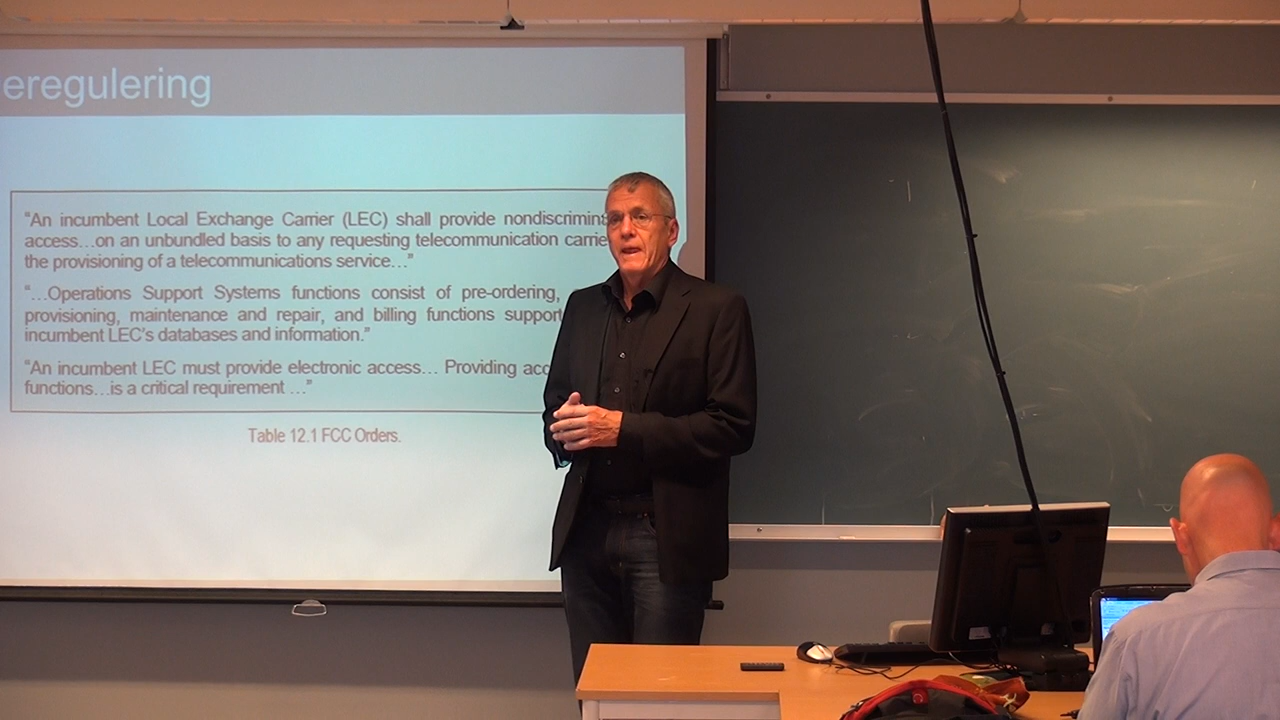 eregulering
“An incumbent Local Exchange Carrier (LEC) shall provide nondiscrimin
access…on an unbundled basis to any requesting telecommunication carrie
the provisioning of a telecommunications service…”
“…Operations Support Systems functions consist of pre-ordering,
provisioning, maintenance and repair, and billing functions support
incumbent LEC's databases and information.”
“An incumbent LEC must provide electronic access… Providing acc
functions…is a critical requirement …”
Table 12.1 FCC Orders.